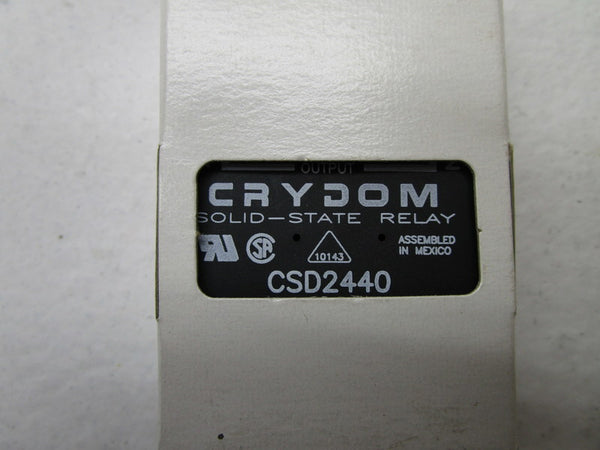 OUTPUT
CRYDOM
SOLID-STATE RELAY
ASSEMBLED
IN MEXICO
10143
CSD2440